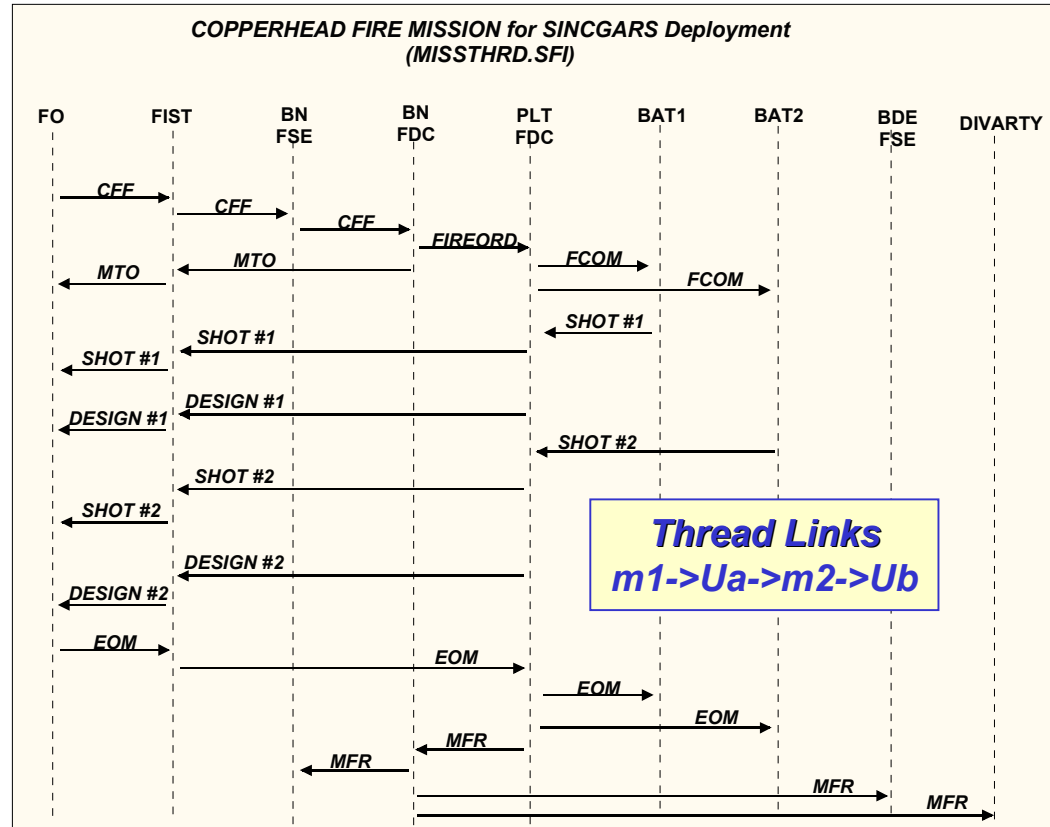 COPPERHEAD FIRE MISSION for SINCGARS Deployment
(MISSTHRD.SFI)
FO
FIST
BN
FSE
BN
FDC
PLT
FDC
BAT1
BAT2
BDE
FSE
DIVARTY
CFF
CFF
CFF
FIREORD
MTO
MTO
FCOM
FCOM
SHOT #1
SHOT #1
SHOT #1
DESIGN #1
DESIGN #1
SHOT #2
SHOT #2
SHOT #2
Thread Links
m1->Ua->m2->Ub
DESIGN #2
DESIGN #2
EOM
EOM
EOM
EOM
MFR
MFR
MFR
MFR